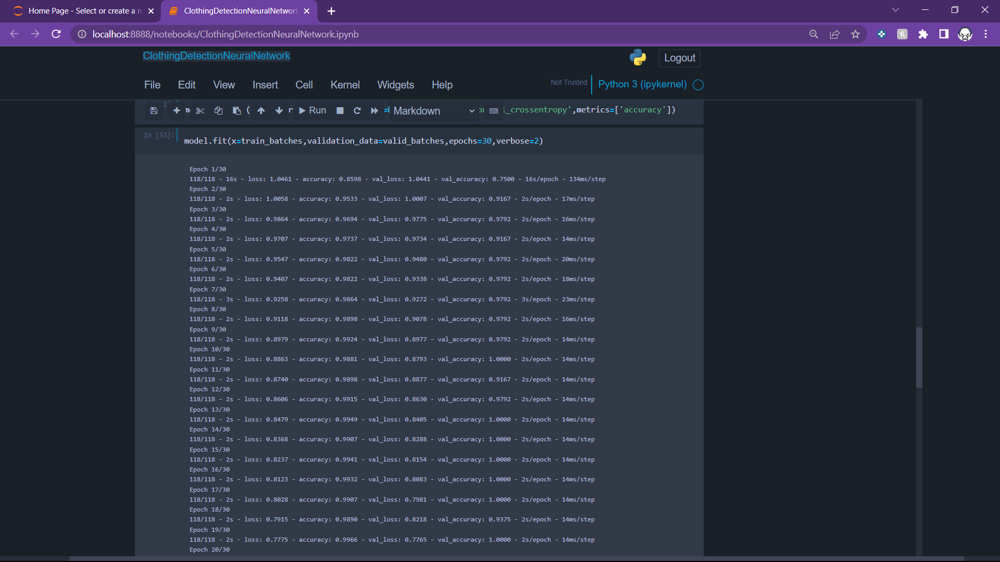 Home Page - Select or create a n
ClothingDetectionNeuralNetwork
localhost:8888/notebooks/ClothingDetectionNeuralNetwork.ipynb
ClothingDetectionNeuralNetwork
Logout
File Edit View Insert Cell Kernel Widgets Help
Not Trusted
Python 3 (ipykernel)
Run
Markdown
l_crossentropy',metrics=['accuracy'])
In [53]:
model.fit(x=train_batches,validation_data=valid_batches,epochs=30,verbose=2)
Epoch 1/30
118/118 - 16s - loss: 1.0461 - accuracy: 0.8598 - val_loss: 1.0441 - val_accuracy: 0.7500 - 16s/epoch - 134ms/step
Epoch 2/30
118/118 - 2s - loss: 1.0058 - accuracy: 0.9533 - val_loss: 1.0007 - val_accuracy: 0.9167 - 2s/epoch - 17ms/step
Epoch 3/30
118/118 - 2s - loss: 0.9864 - accuracy: 0.9694 - val_loss: 0.9775 - val_accuracy: 0.9792 - 2s/epoch - 16ms/step
Epoch 4/30
118/118 - 2s - loss: 0.9707 - accuracy: 0.9737 - val_loss: 0.9734 - val_accuracy: 0.9167 - 2s/epoch - 14ms/step
Epoch 5/30
118/118 - 2s - loss: 0.9547 - accuracy: 0.9822 - val_loss: 0.9480 - val_accuracy: 0.9792 - 2s/epoch - 20ms/step
Epoch 6/30
118/118 - 2s - loss: 0.9407 - accuracy: 0.9822 - val_loss: 0.9338 - val_accuracy: 0.9792 - 2s/epoch - 18ms/step
Epoch 7/30
118/118 - 3s - loss: 0.9258 - accuracy: 0.9864 - val_loss: 0.9272 - val_accuracy: 0.9792 - 3s/epoch - 23ms/step
Epoch 8/30
118/118 - 2s - loss: 0.9118 - accuracy: 0.9898 - val_loss: 0.9078 - val_accuracy: 0.9792 - 2s/epoch - 16ms/step
Epoch 9/30
118/118 - 2s - loss: 0.8979 - accuracy: 0.9924 - val_loss: 0.8977 - val_accuracy: 0.9792 - 2s/epoch - 14ms/step
Epoch 10/30
118/118 - 2s - loss: 0.8863 - accuracy: 0.9881 - val_loss: 0.8793 - val_accuracy: 1.0000 - 2s/epoch - 14ms/step
Epoch 11/30
118/118 - 2s - loss: 0.8740 - accuracy: 0.9898 - val_loss: 0.8877 - val_accuracy: 0.9167 - 2s/epoch - 14ms/step
Epoch 12/30
118/118 - 2s - loss: 0.8606 - accuracy: 0.9915 - val_loss: 0.8630 - val_accuracy: 0.9792 - 2s/epoch - 14ms/step
Epoch 13/30
118/118 - 2s - loss: 0.8479 - accuracy: 0.9949 - val_loss: 0.8405 - val_accuracy: 1.0000 - 2s/epoch - 14ms/step
Epoch 14/30
118/118 - 2s - loss: 0.8368 - accuracy: 0.9907 - val_loss: 0.8288 - val_accuracy: 1.0000 - 2s/epoch - 14ms/step
Epoch 15/30
118/118 - 2s - loss: 0.8237 - accuracy: 0.9941 - val_loss: 0.8154 - val_accuracy: 1.0000 - 2s/epoch - 14ms/step
Epoch 16/30
118/118 - 2s - loss: 0.8123 - accuracy: 0.9932 - val_loss: 0.8083 - val_accuracy: 1.0000 - 2s/epoch - 14ms/step
Epoch 17/30
118/118 - 2s - loss: 0.8028 - accuracy: 0.9907 - val_loss: 0.7981 - val_accuracy: 1.0000 - 2s/epoch - 14ms/step
Epoch 18/30
118/118 - 2s - loss: 0.7915 - accuracy: 0.9890 - val_loss: 0.8218 - val_accuracy: 0.9375 - 2s/epoch - 14ms/step
Epoch 19/30
118/118 - 2s - loss: 0.7775 - accuracy: 0.9966 - val_loss: 0.7765 - val_accuracy: 1.0000 - 2s/epoch - 14ms/step
Epoch 20/30